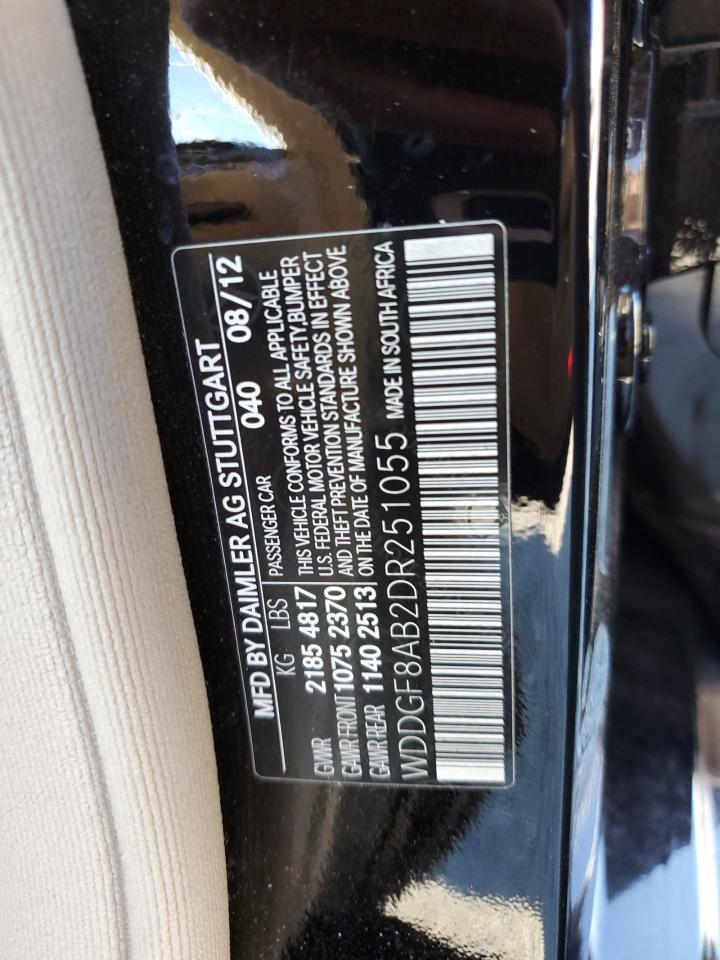 MFD BY DAIMLER AG STUTTGART
040 08/12
KG LBS PASSENGER CAR
GVWR 2185 4817 THIS VEHICLE CONFORMS TO ALL APPLICABLE
U.S. FEDERAL MOTOR VEHICLE SAFETY,BUMPER
GAWR FRONT 1075 2370 AND THEFT PREVENTION STANDARDS IN EFFECT
GAWR REAR 1140 2513 ON THE DATE OF MANUFACTURE SHOWN ABOVE
WDDGF8AB2DR251055 MADE IN SOUTH AFRICA